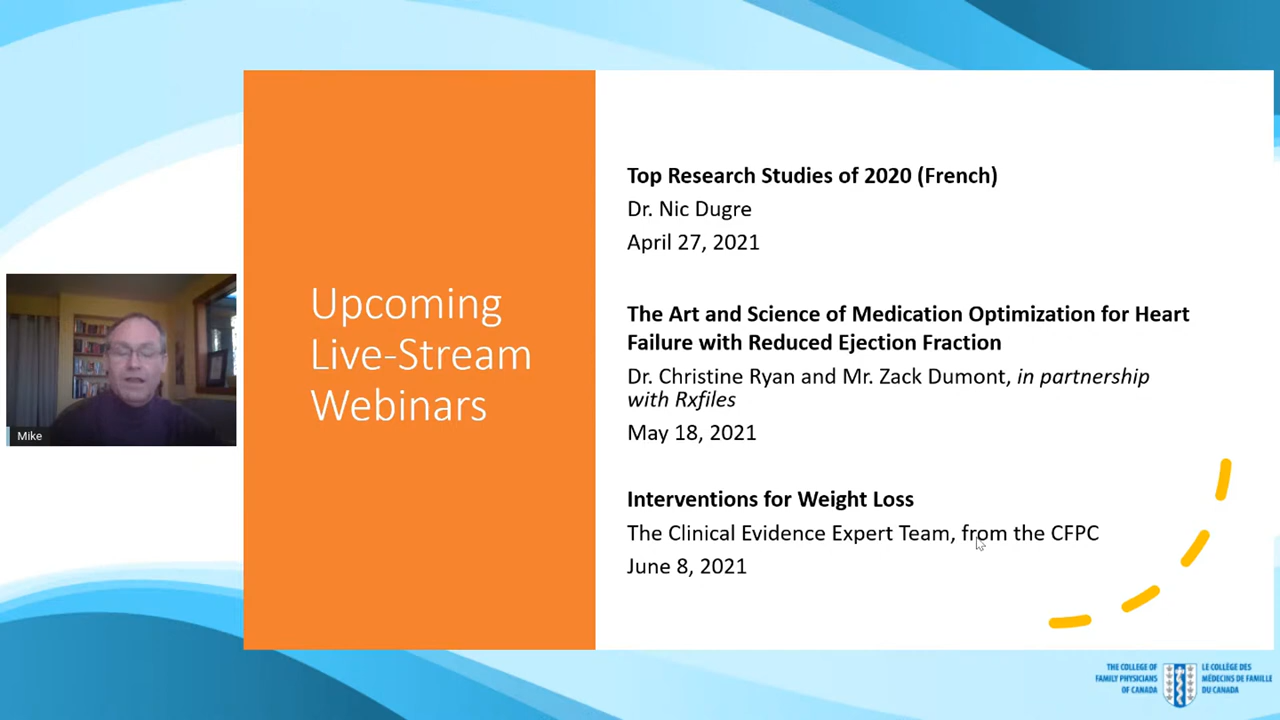 Upcoming
Live-Stream
Webinars
Top Research Studies of 2020 (French)
Dr. Nic Dugre
April 27, 2021
The Art and Science of Medication Optimization for Heart
Failure with Reduced Ejection Fraction
Dr. Christine Ryan and Mr. Zack Dumont, in partnership
with Rxfiles
May 18, 2021
Interventions for Weight Loss
The Clinical Evidence Expert Team, from the CFPC
June 8, 2021
Mike
THE COLLEGE OF
FAMILY PHYSICIANS
OF CANADA
LE COLLÈGE DES
MÉDECINS DE FAMILLE
DU CANADA